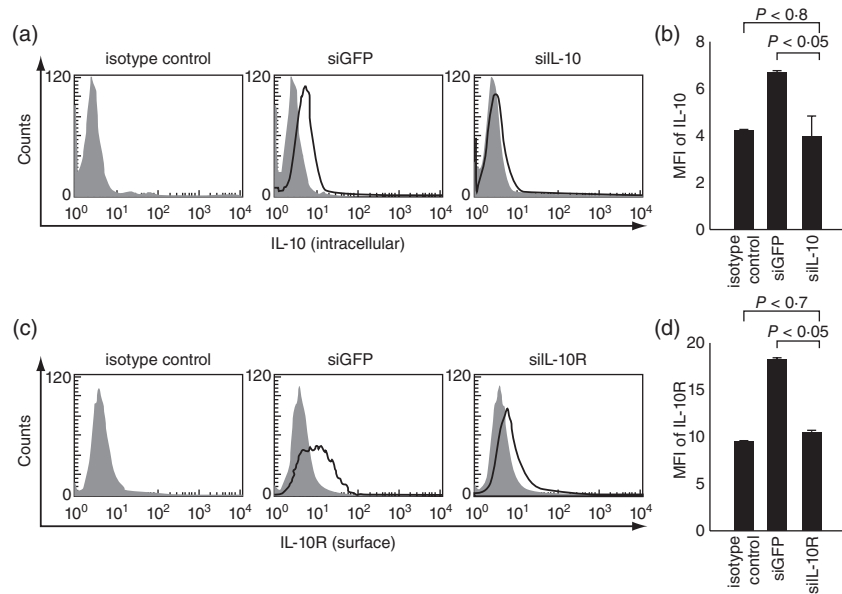 (a)
isotype control
siGFP
siIL-10
120
120
120
Counts
0
0
0
10⁰ 10¹ 10² 10³ 10⁴
10⁰ 10¹ 10² 10³ 10⁴
10⁰ 10¹ 10² 10³ 10⁴
IL-10 (intracellular)
(b)
P < 0·8
P < 0·05
8
6
4
2
0
MFI of IL-10
isotype control
siGFP
siIL-10
(c)
isotype control
siGFP
siIL-10R
120
120
120
Counts
0
0
0
10⁰ 10¹ 10² 10³ 10⁴
10⁰ 10¹ 10² 10³ 10⁴
10⁰ 10¹ 10² 10³ 10⁴
IL-10R (surface)
(d)
P < 0·7
P < 0·05
20
15
10
5
0
MFI of IL-10R
isotype control
siGFP
siIL-10R